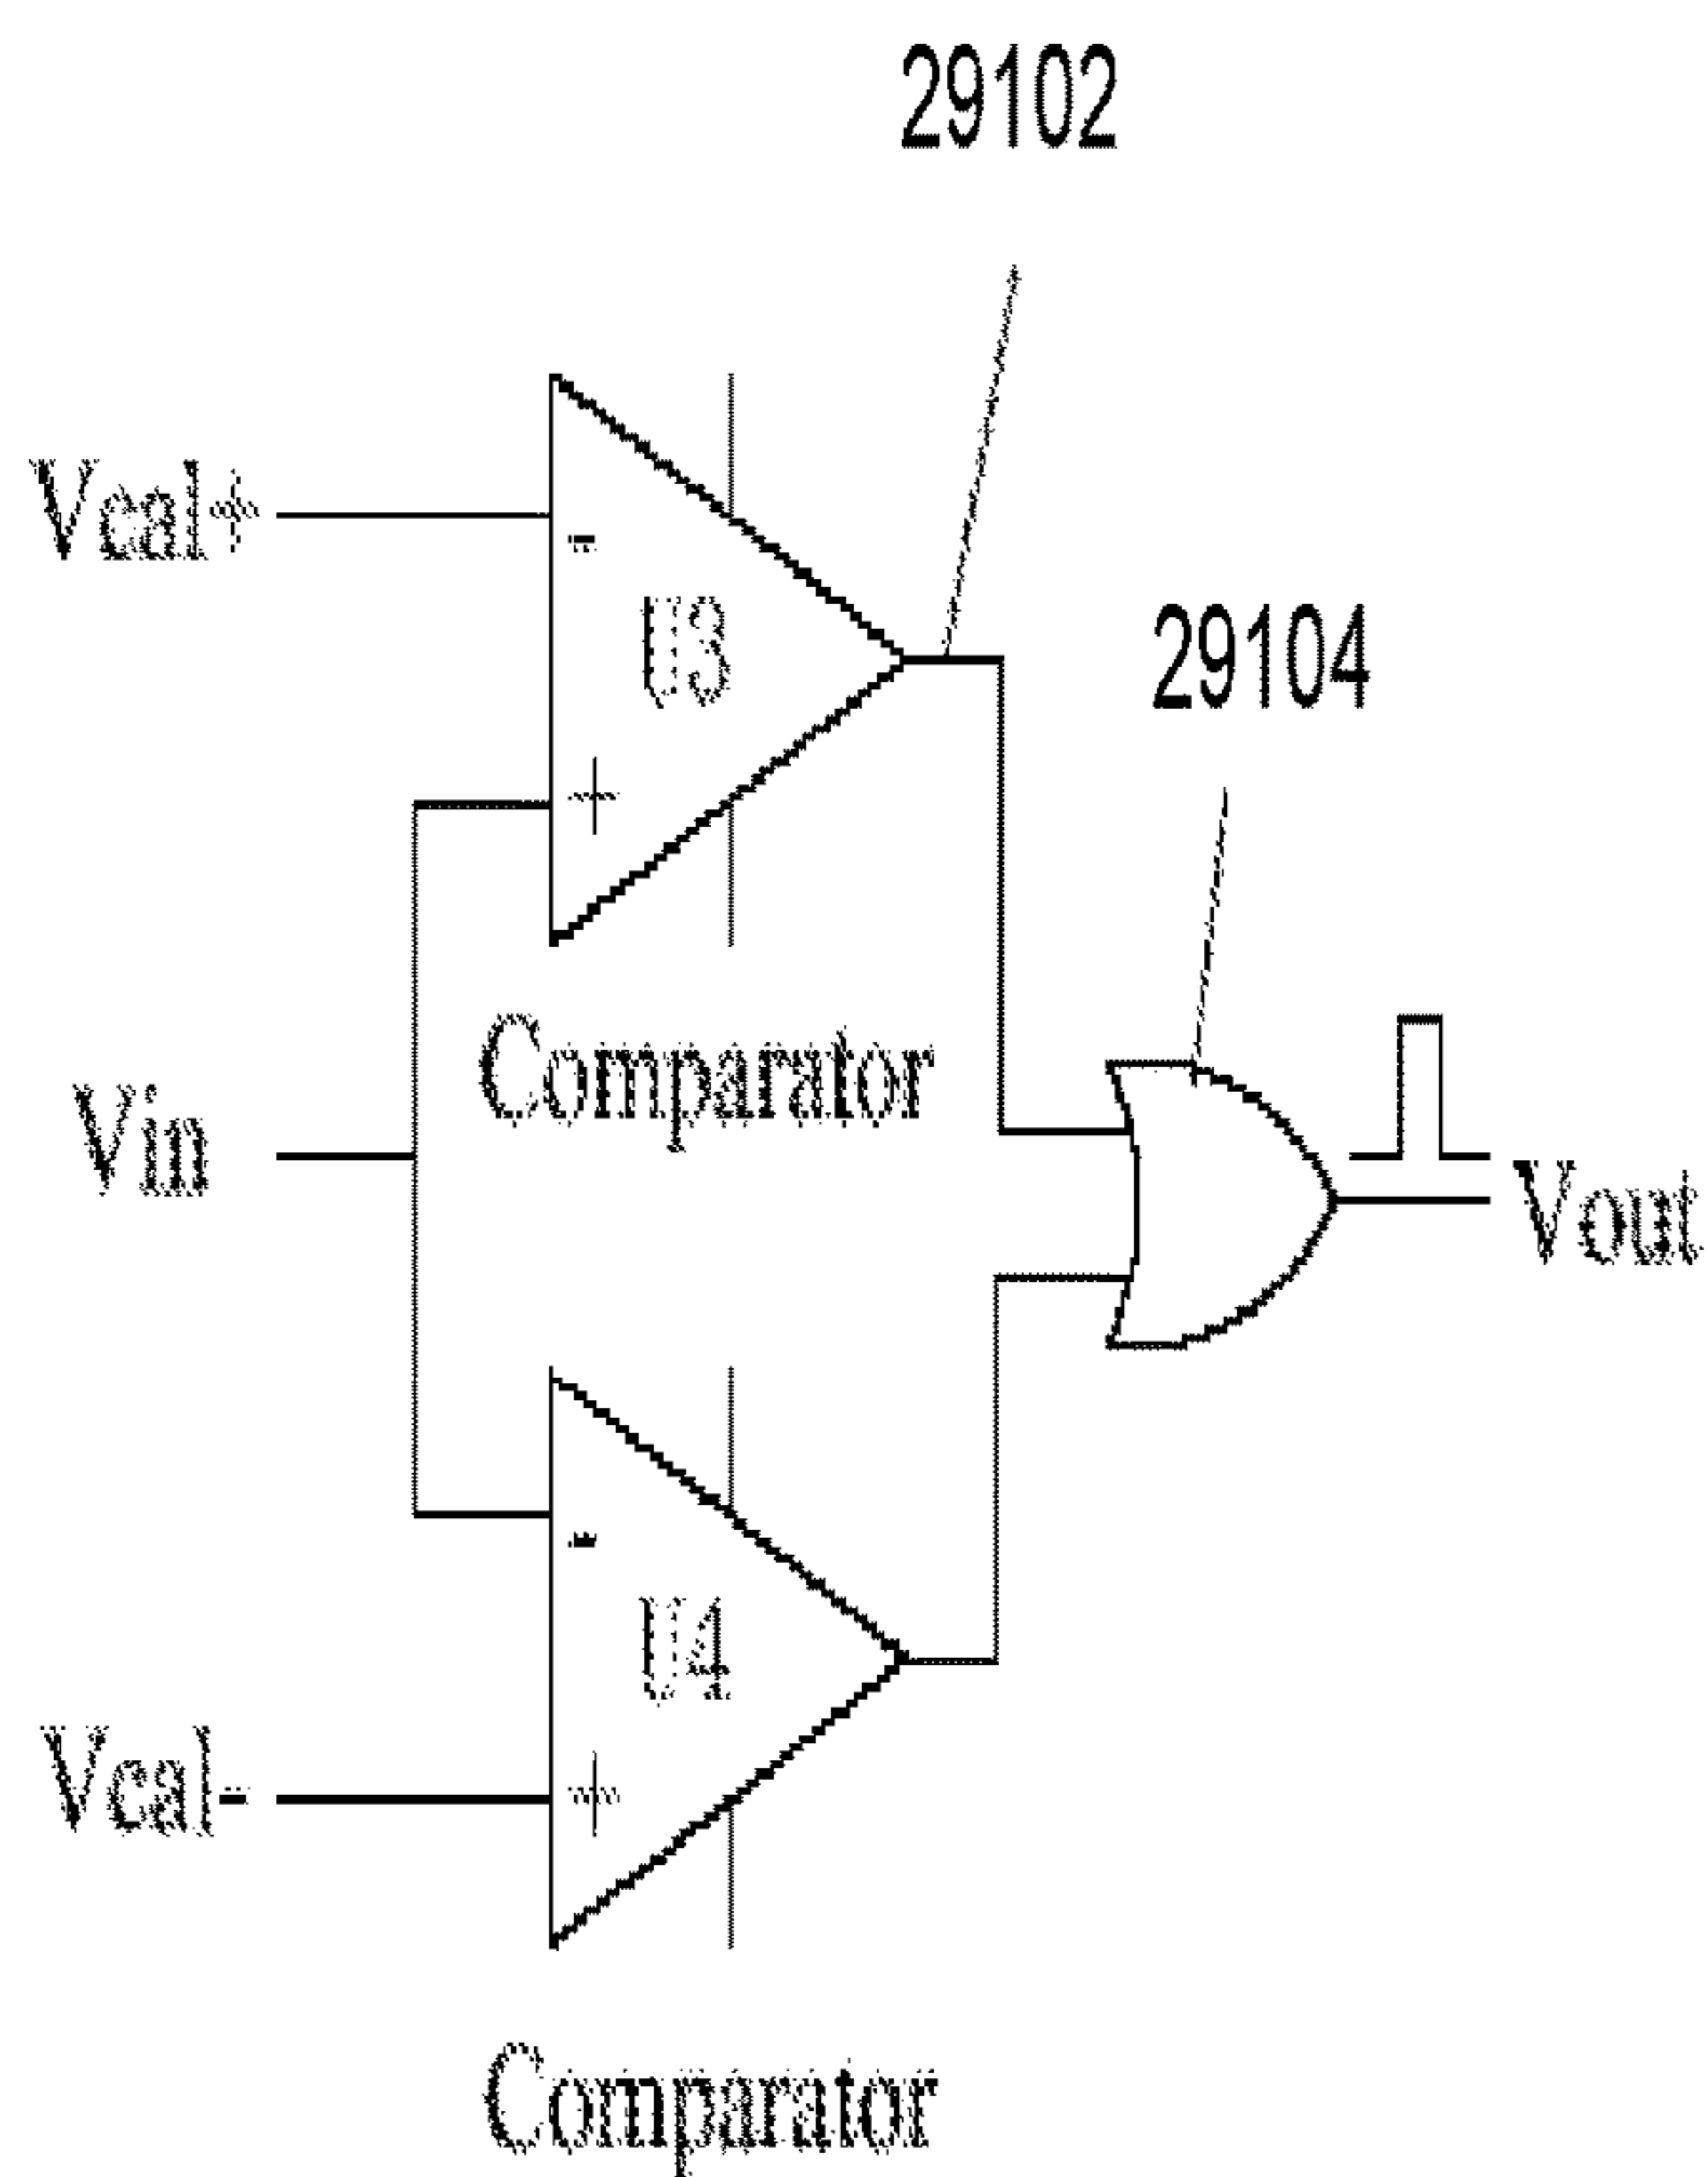 29102
Vcal+
-
U3
29104
+
Comparator
Vin
Vout
-
U4
Vcal-
+
Comparator